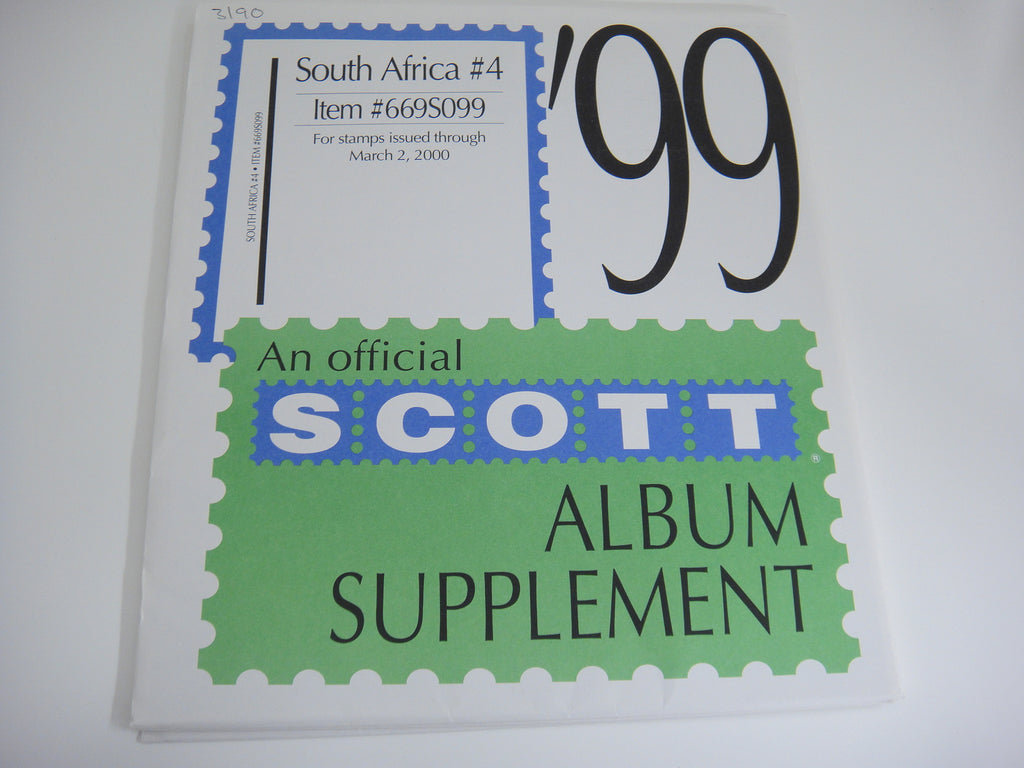 3190
South Africa #4
Item #669S099
For stamps issued through
March 2, 2000
SOUTH AFRICA #4 • ITEM #669S099
'99
An official
SCOTT®
ALBUM
SUPPLEMENT